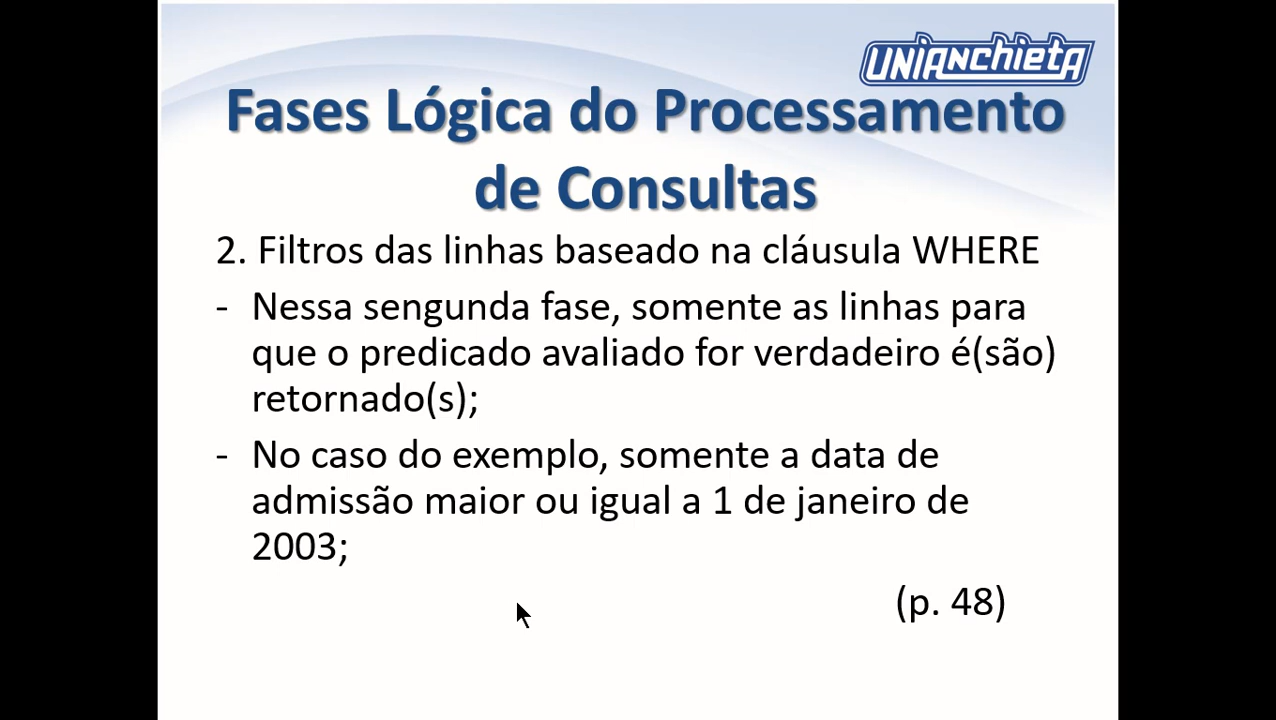 UNIANCHIETA
Fases Lógica do Processamento
de Consultas
2. Filtros das linhas baseado na cláusula WHERE
- Nessa sengunda fase, somente as linhas para
que o predicado avaliado for verdadeiro é(são)
retornado(s);
- No caso do exemplo, somente a data de
admissão maior ou igual a 1 de janeiro de
2003;
(p. 48)